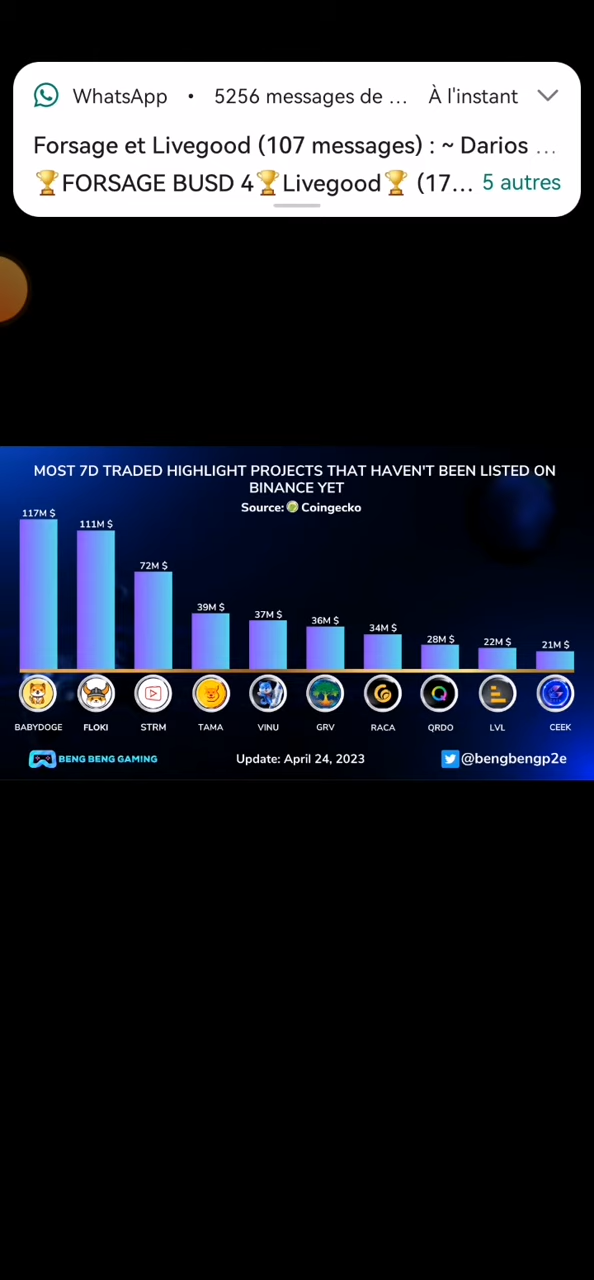 WhatsApp • 5256 messages de ... À l'instant
Forsage et Livegood (107 messages) : ~ Darios ...
🏆FORSAGE BUSD 4🏆Livegood🏆 (17... 5 autres
MOST 7D TRADED HIGHLIGHT PROJECTS THAT HAVEN'T BEEN LISTED ON
BINANCE YET
Source: Coingecko
117M $ 111M $ 72M $ 39M $ 37M $ 36M $ 34M $ 28M $ 22M $ 21M $
BABYDOGE FLOKI STRM TAMA VINU GRV RACA QRDO LVL CEEK
BENG BENG GAMING Update: April 24, 2023 @bengbengp2e